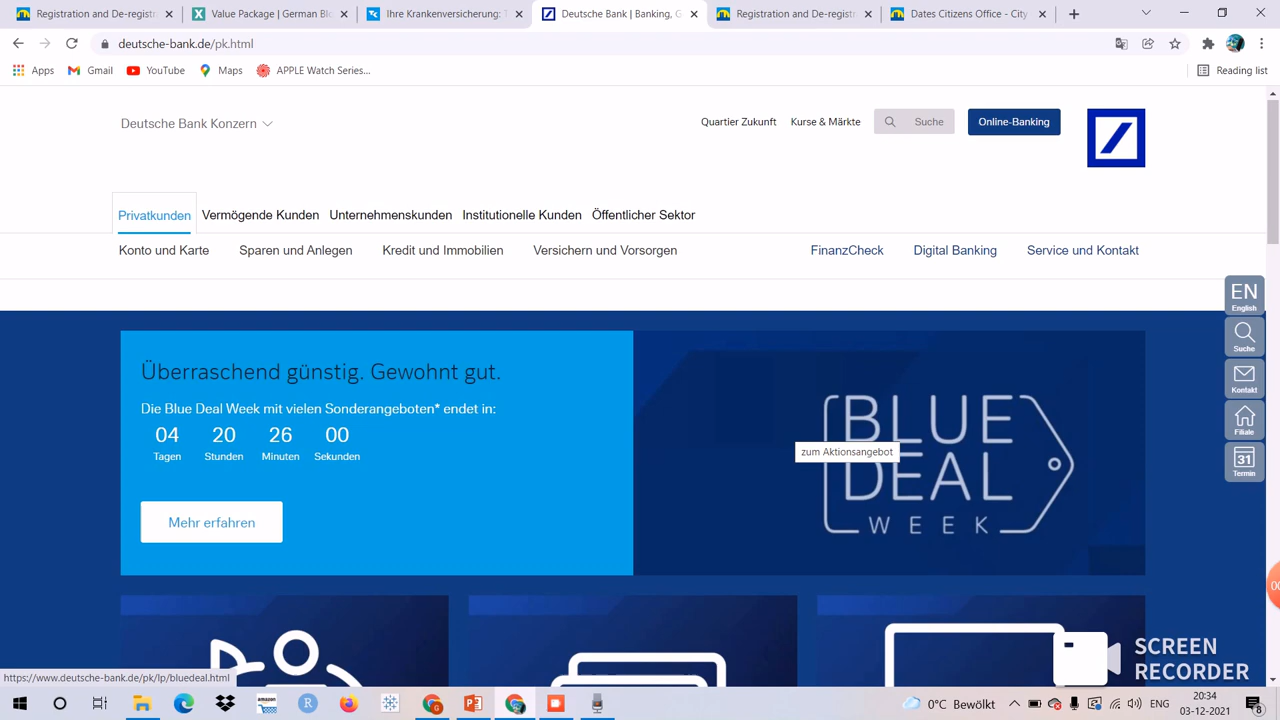 Registration and De-regist
Value Package | German Blo
Ihre Krankenversicherung: T
Deutsche Bank | Banking, G
Registration and De-regist
Dates Citizens Office - City
deutsche-bank.de/pk.html
Apps
Gmail
YouTube
Maps
APPLE Watch Series...
Reading list
Deutsche Bank Konzern
Quartier Zukunft
Kurse & Märkte
Suche
Online-Banking
Privatkunden
Vermögende Kunden
Unternehmenskunden
Institutionelle Kunden
Öffentlicher Sektor
Konto und Karte
Sparen und Anlegen
Kredit und Immobilien
Versichern und Vorsorgen
FinanzCheck
Digital Banking
Service und Kontakt
EN
English
Suche
Kontakt
Filiale
31
Termin
Überraschend günstig. Gewohnt gut.
Die Blue Deal Week mit vielen Sonderangeboten* endet in:
04 20 26 00
Tagen Stunden Minuten Sekunden
Mehr erfahren
BLUE
zum Aktionsangebot
DEAL
WEEK
SCREEN
RECORDER
https://www.deutsche-bank.de/pk/lp/bluedeal.html
amazon
0°C Bewölkt
ENG
20:34
03-12-2021
8